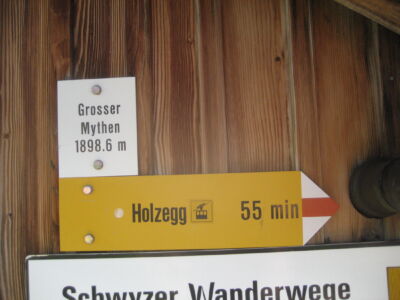 Grosser
Mythen
1898.6 m
Holzegg 55 min
Schwyzer Wanderwege